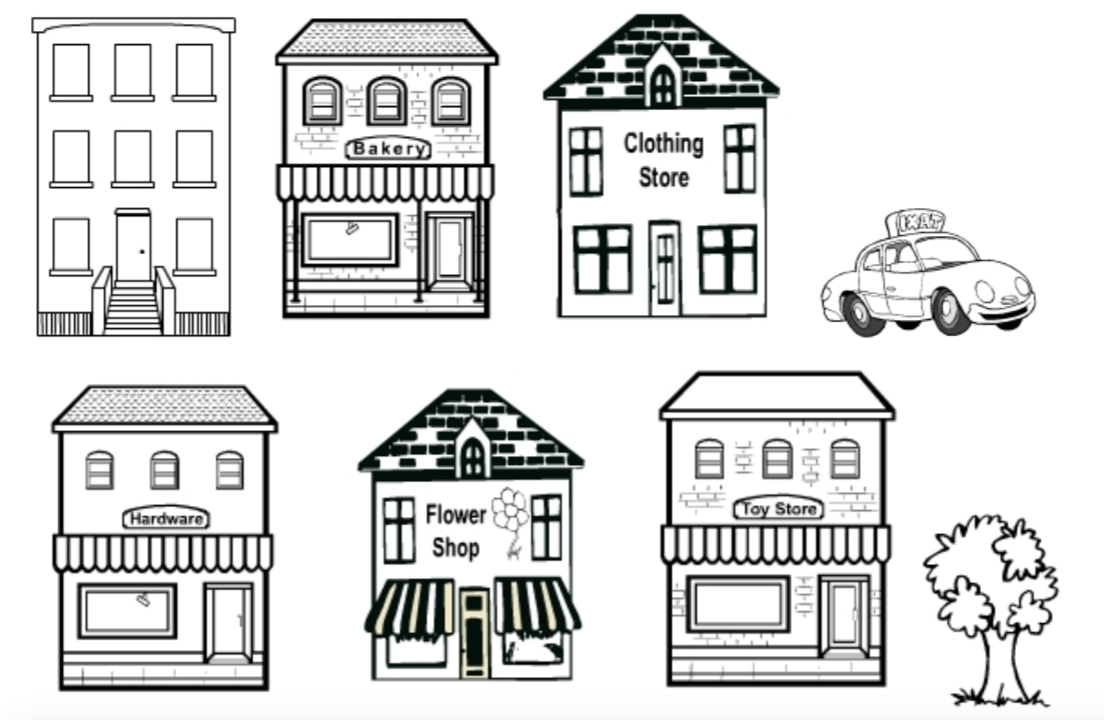 Bakery
Clothing
Store
IXAT
Hardware
Flower
Shop
Toy Store